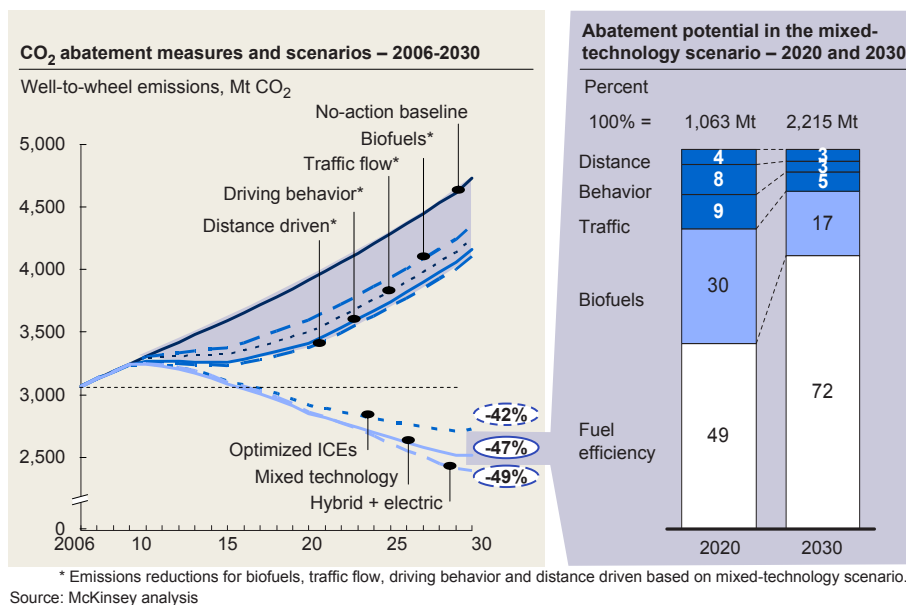 CO2 abatement measures and scenarios – 2006-2030
Well-to-wheel emissions, Mt CO2
No-action baseline
Biofuels*
Traffic flow*
Driving behavior*
Distance driven*
5,000
4,500
4,000
3,500
3,000
2,500
0
2006 10 15 20 25 30
-42%
-47%
-49%
Optimized ICEs
Mixed technology
Hybrid + electric
Abatement potential in the mixed-
technology scenario – 2020 and 2030
Percent
100% = 1,063 Mt 2,215 Mt
Distance 4 3
Behavior 8 3
Traffic 9 5
Biofuels 30 17
Fuel
efficiency 49 72
2020 2030
* Emissions reductions for biofuels, traffic flow, driving behavior and distance driven based on mixed-technology scenario.
Source: McKinsey analysis